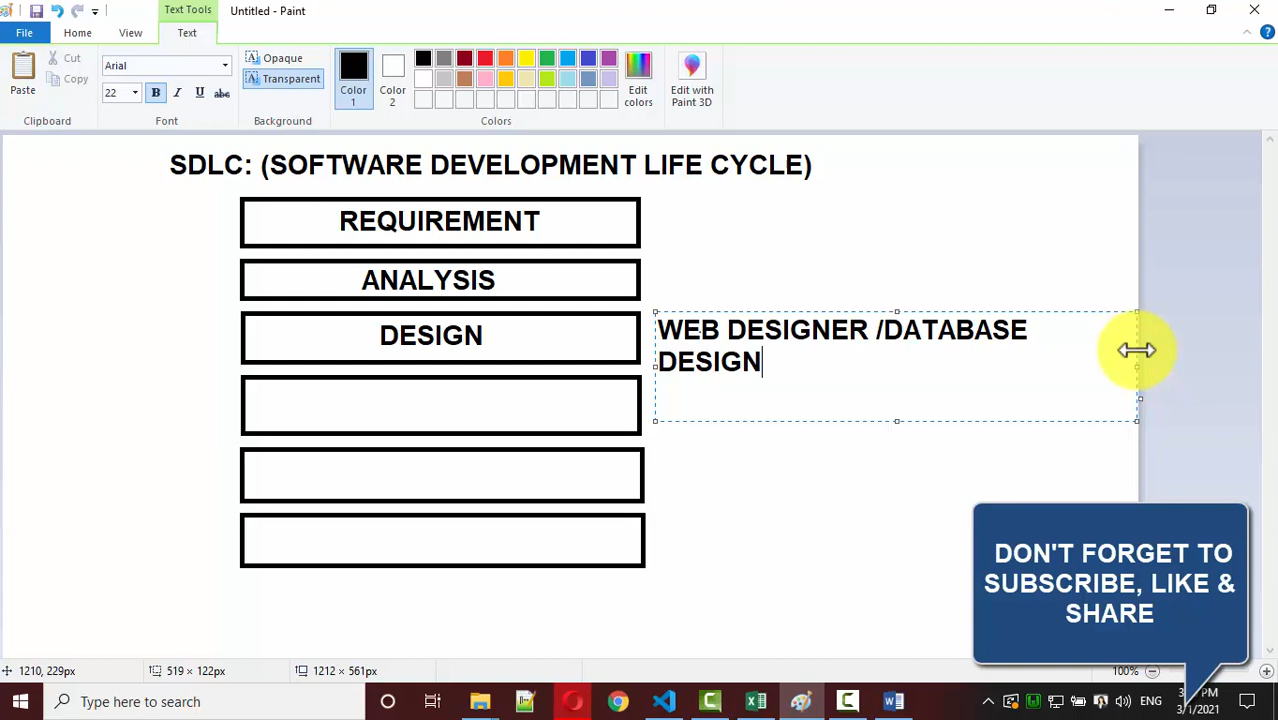 Text Tools
Untitled - Paint
File
Home
View
Text
Paste
Cut
Copy
Clipboard
Arial
22
B
I
U
abc
Font
Opaque
Transparent
Background
Color
1
Color
2
Colors
Edit
colors
Edit with
Paint 3D
SDLC: (SOFTWARE DEVELOPMENT LIFE CYCLE)
REQUIREMENT
ANALYSIS
DESIGN
WEB DESIGNER /DATABASE
DESIGN
DON'T FORGET TO
SUBSCRIBE, LIKE &
SHARE
1210, 229px
519 × 122px
1212 × 561px
100%
Type here to search
ENG
PM
/2021